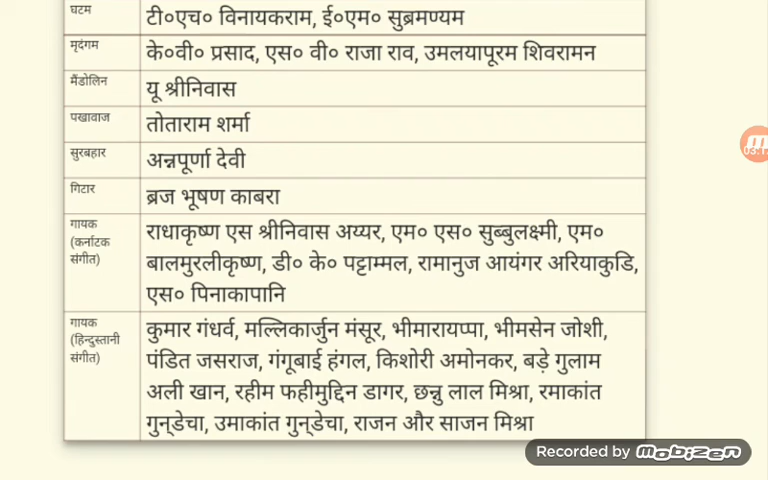 घटम
टी०एच० विनायकराम, ई०एम० सुब्रमण्यम
मृदंगम
के०वी० प्रसाद, एस० वी० राजा राव, उमलयापूरम शिवरामन
मैंडोलिन
यू श्रीनिवास
पखावाज
तोताराम शर्मा
सुरबहार
अन्नपूर्णा देवी
गिटार
ब्रज भूषण काबरा
गायक
(कर्नाटक
संगीत)
राधाकृष्ण एस श्रीनिवास अय्यर, एम० एस० सुब्बुलक्ष्मी, एम०
बालमुरलीकृष्ण, डी० के० पट्टाम्मल, रामानुज आयंगर अरियाकुडि,
एस० पिनाकापानि
गायक
(हिन्दुस्तानी
संगीत)
कुमार गंधर्व, मल्लिकार्जुन मंसूर, भीमारायप्पा, भीमसेन जोशी,
पंडित जसराज, गंगूबाई हंगल, किशोरी अमोनकर, बड़े गुलाम
अली खान, रहीम फहीमुद्दिन डागर, छन्नु लाल मिश्रा, रमाकांत
गुन्डेचा, उमाकांत गुन्डेचा, राजन और साजन मिश्रा
Recorded by mobizen